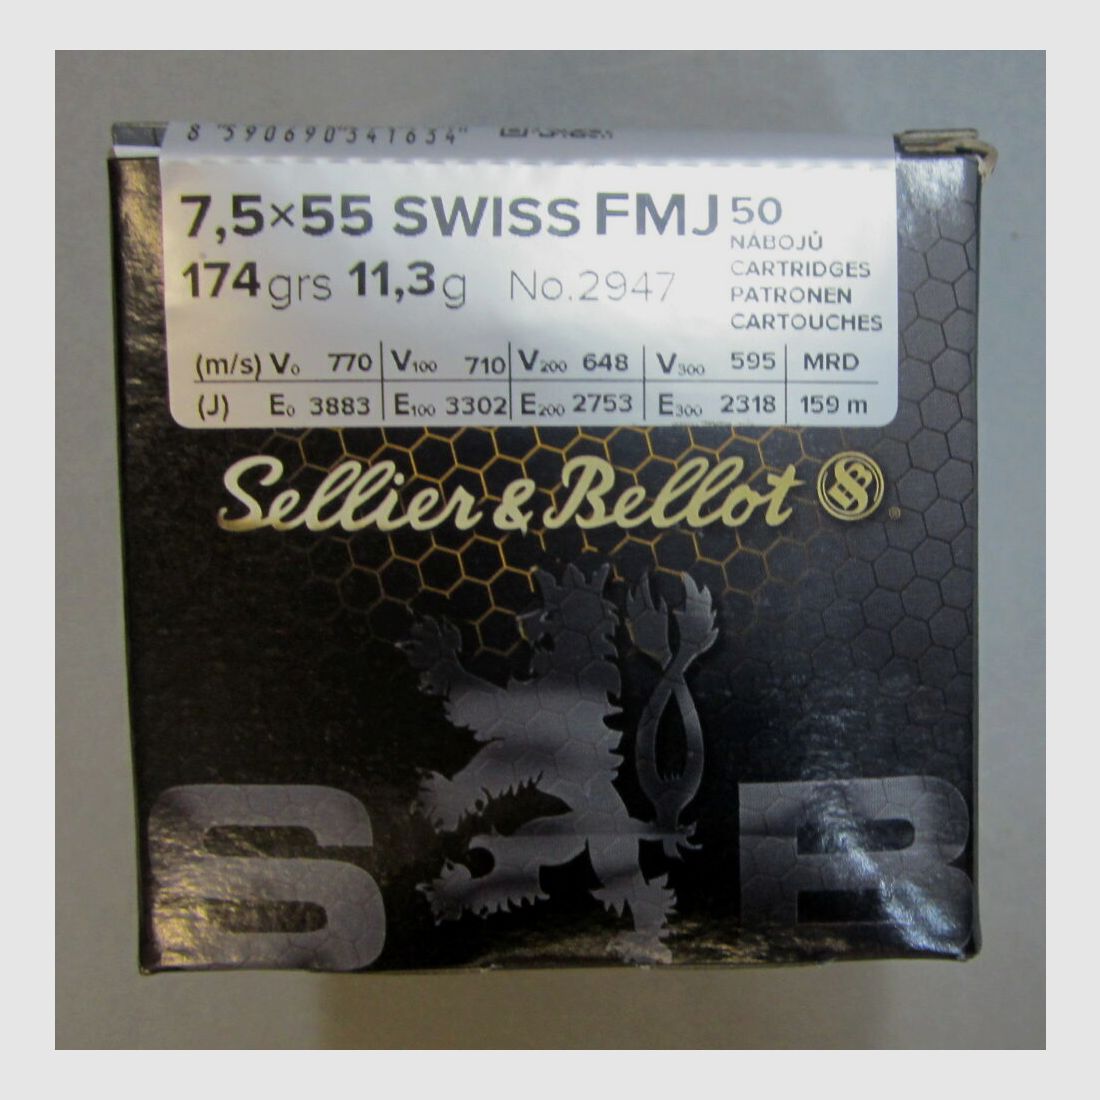 8 590690 541634
7,5×55 SWISS FMJ 50
NÁBOJŮ
174 grs 11,3 g No.2947 CARTRIDGES
PATRONEN
CARTOUCHES
(m/s) V₀ 770 V₁₀₀ 710 V₂₀₀ 648 V₃₀₀ 595 MRD
(J) E₀ 3883 E₁₀₀ 3302 E₂₀₀ 2753 E₃₀₀ 2318 159 m
Sellier & Bellot SB ®
S B